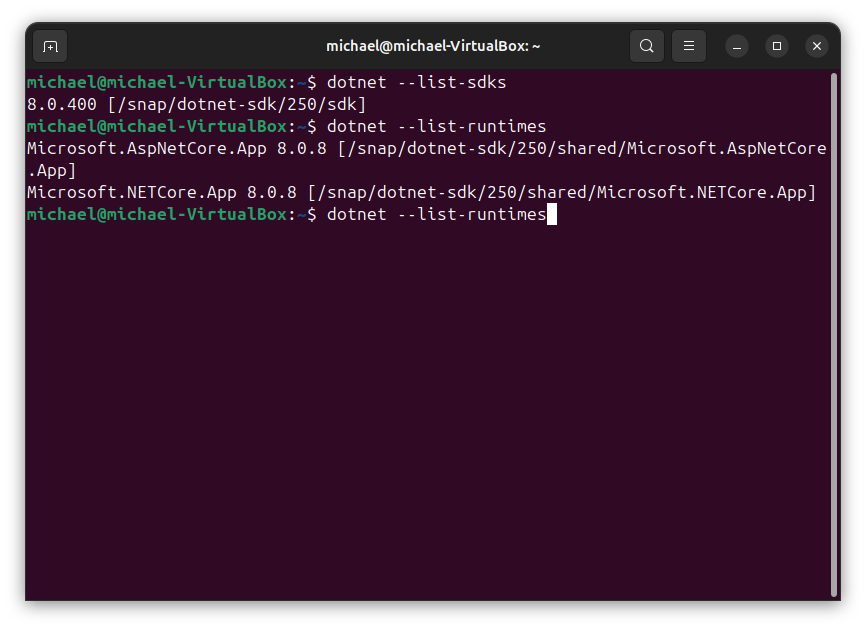 michael@michael-VirtualBox: ~
michael@michael-VirtualBox:~$ dotnet --list-sdks
8.0.400 [/snap/dotnet-sdk/250/sdk]
michael@michael-VirtualBox:~$ dotnet --list-runtimes
Microsoft.AspNetCore.App 8.0.8 [/snap/dotnet-sdk/250/shared/Microsoft.AspNetCore
.App]
Microsoft.NETCore.App 8.0.8 [/snap/dotnet-sdk/250/shared/Microsoft.NETCore.App]
michael@michael-VirtualBox:~$ dotnet --list-runtimes